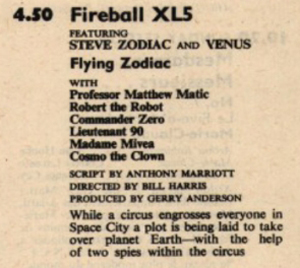 4.50 Fireball XL5
FEATURING
STEVE ZODIAC AND VENUS
Flying Zodiac
WITH
Professor Matthew Matic
Robert the Robot
Commander Zero
Lieutenant 90
Madame Mivea
Cosmo the Clown
SCRIPT BY ANTHONY MARRIOTT
DIRECTED BY BILL HARRIS
PRODUCED BY GERRY ANDERSON
While a circus engrosses everyone in
Space City a plot is being laid to take
over planet Earth—with the help
of two spies within the circus